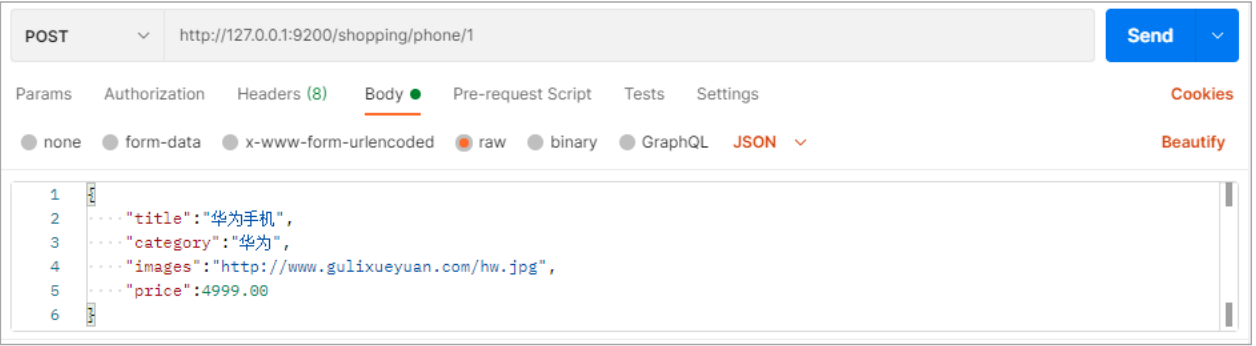 POST http://127.0.0.1:9200/shopping/phone/1 Send
Params Authorization Headers (8) Body Pre-request Script Tests Settings Cookies
none form-data x-www-form-urlencoded raw binary GraphQL JSON Beautify
1 {
2 "title":"华为手机",
3 "category":"华为",
4 "images":"http://www.gulixueyuan.com/hw.jpg",
5 "price":4999.00
6 }